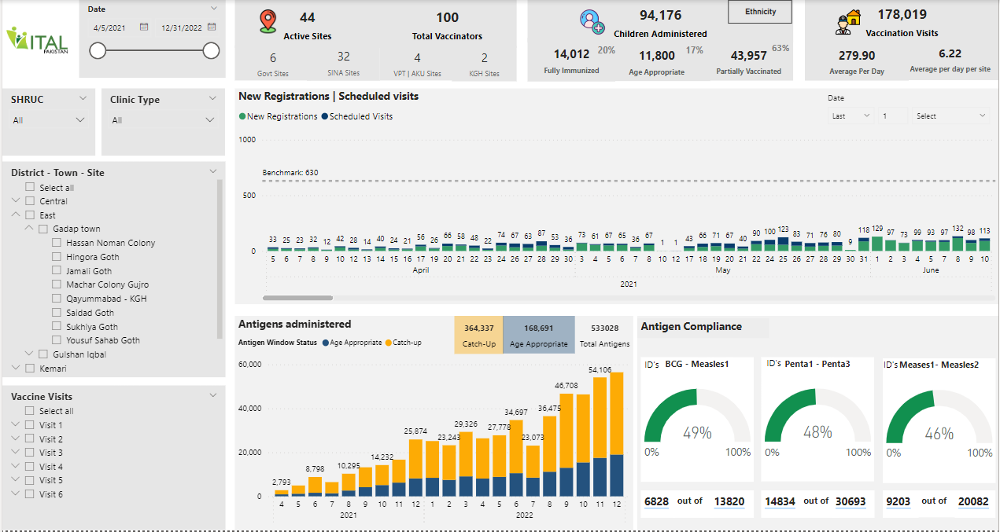 VITAL
PAKISTAN
Date
4/5/2021 12/31/2022
44
Active Sites
100
Total Vaccinators
6
Govt Sites
32
SINA Sites
4
VPT | AKU Sites
2
KGH Sites
94,176
Children Administered
Ethnicity
14,012 20%
Fully Immunized
11,800 17%
Age Appropriate
43,957 63%
Partially Vaccinated
178,019
Vaccination Visits
279.90
Average Per Day
6.22
Average per day per site
SHRUC
All
Clinic Type
All
District - Town - Site
Select all
Central
East
Gadap town
Hassan Noman Colony
Hingora Goth
Jamali Goth
Machar Colony Gujro
Qayummabad - KGH
Saidad Goth
Sukhiya Goth
Yousuf Sahab Goth
Gulshan Iqbal
Kemari
Vaccine Visits
Select all
Visit 1
Visit 2
Visit 3
Visit 4
Visit 5
Visit 6
New Registrations | Scheduled visits
New Registrations Scheduled Visits
Date
Last 1 Select
1000
Benchmark: 630
500
0
33 25 23 32 12 42 28 14 40 24 21 56 26 66 58 48 22 74 67 63 87 53 36 73 61 67 65 36 67 1 1 43 66 71 67 40 90 100 123 83 71 76 80 9 118 129 97 73 99 93 97 132 98 113
5 6 7 8 9 10 12 13 14 15 16 17 19 20 21 22 23 24 26 27 28 29 30 3 4 5 6 7 8 10 12 17 18 19 20 21 22 24 25 26 27 28 29 30 31 1 2 3 4 5 7 8 9 10
April May June
2021
Antigens administered
Antigen Window Status Age Appropriate Catch-up
364,337
Catch-Up
168,691
Age Appropriate
533028
Total Antigens
60,000
40,000
20,000
0
2,793 8,798 10,295 14,232 25,874 23,243 29,326 27,778 34,697 23,073 36,475 46,708 54,106
4 5 6 7 8 9 10 11 12 1 2 3 4 5 6 7 8 9 10 11 12
2021 2022
Antigen Compliance
ID's BCG - Measles1
49%
0% 100%
6828 out of 13820
ID's Penta1 - Penta3
48%
0% 100%
14834 out of 30693
ID's Meases1- Measles2
46%
0% 100%
9203 out of 20082